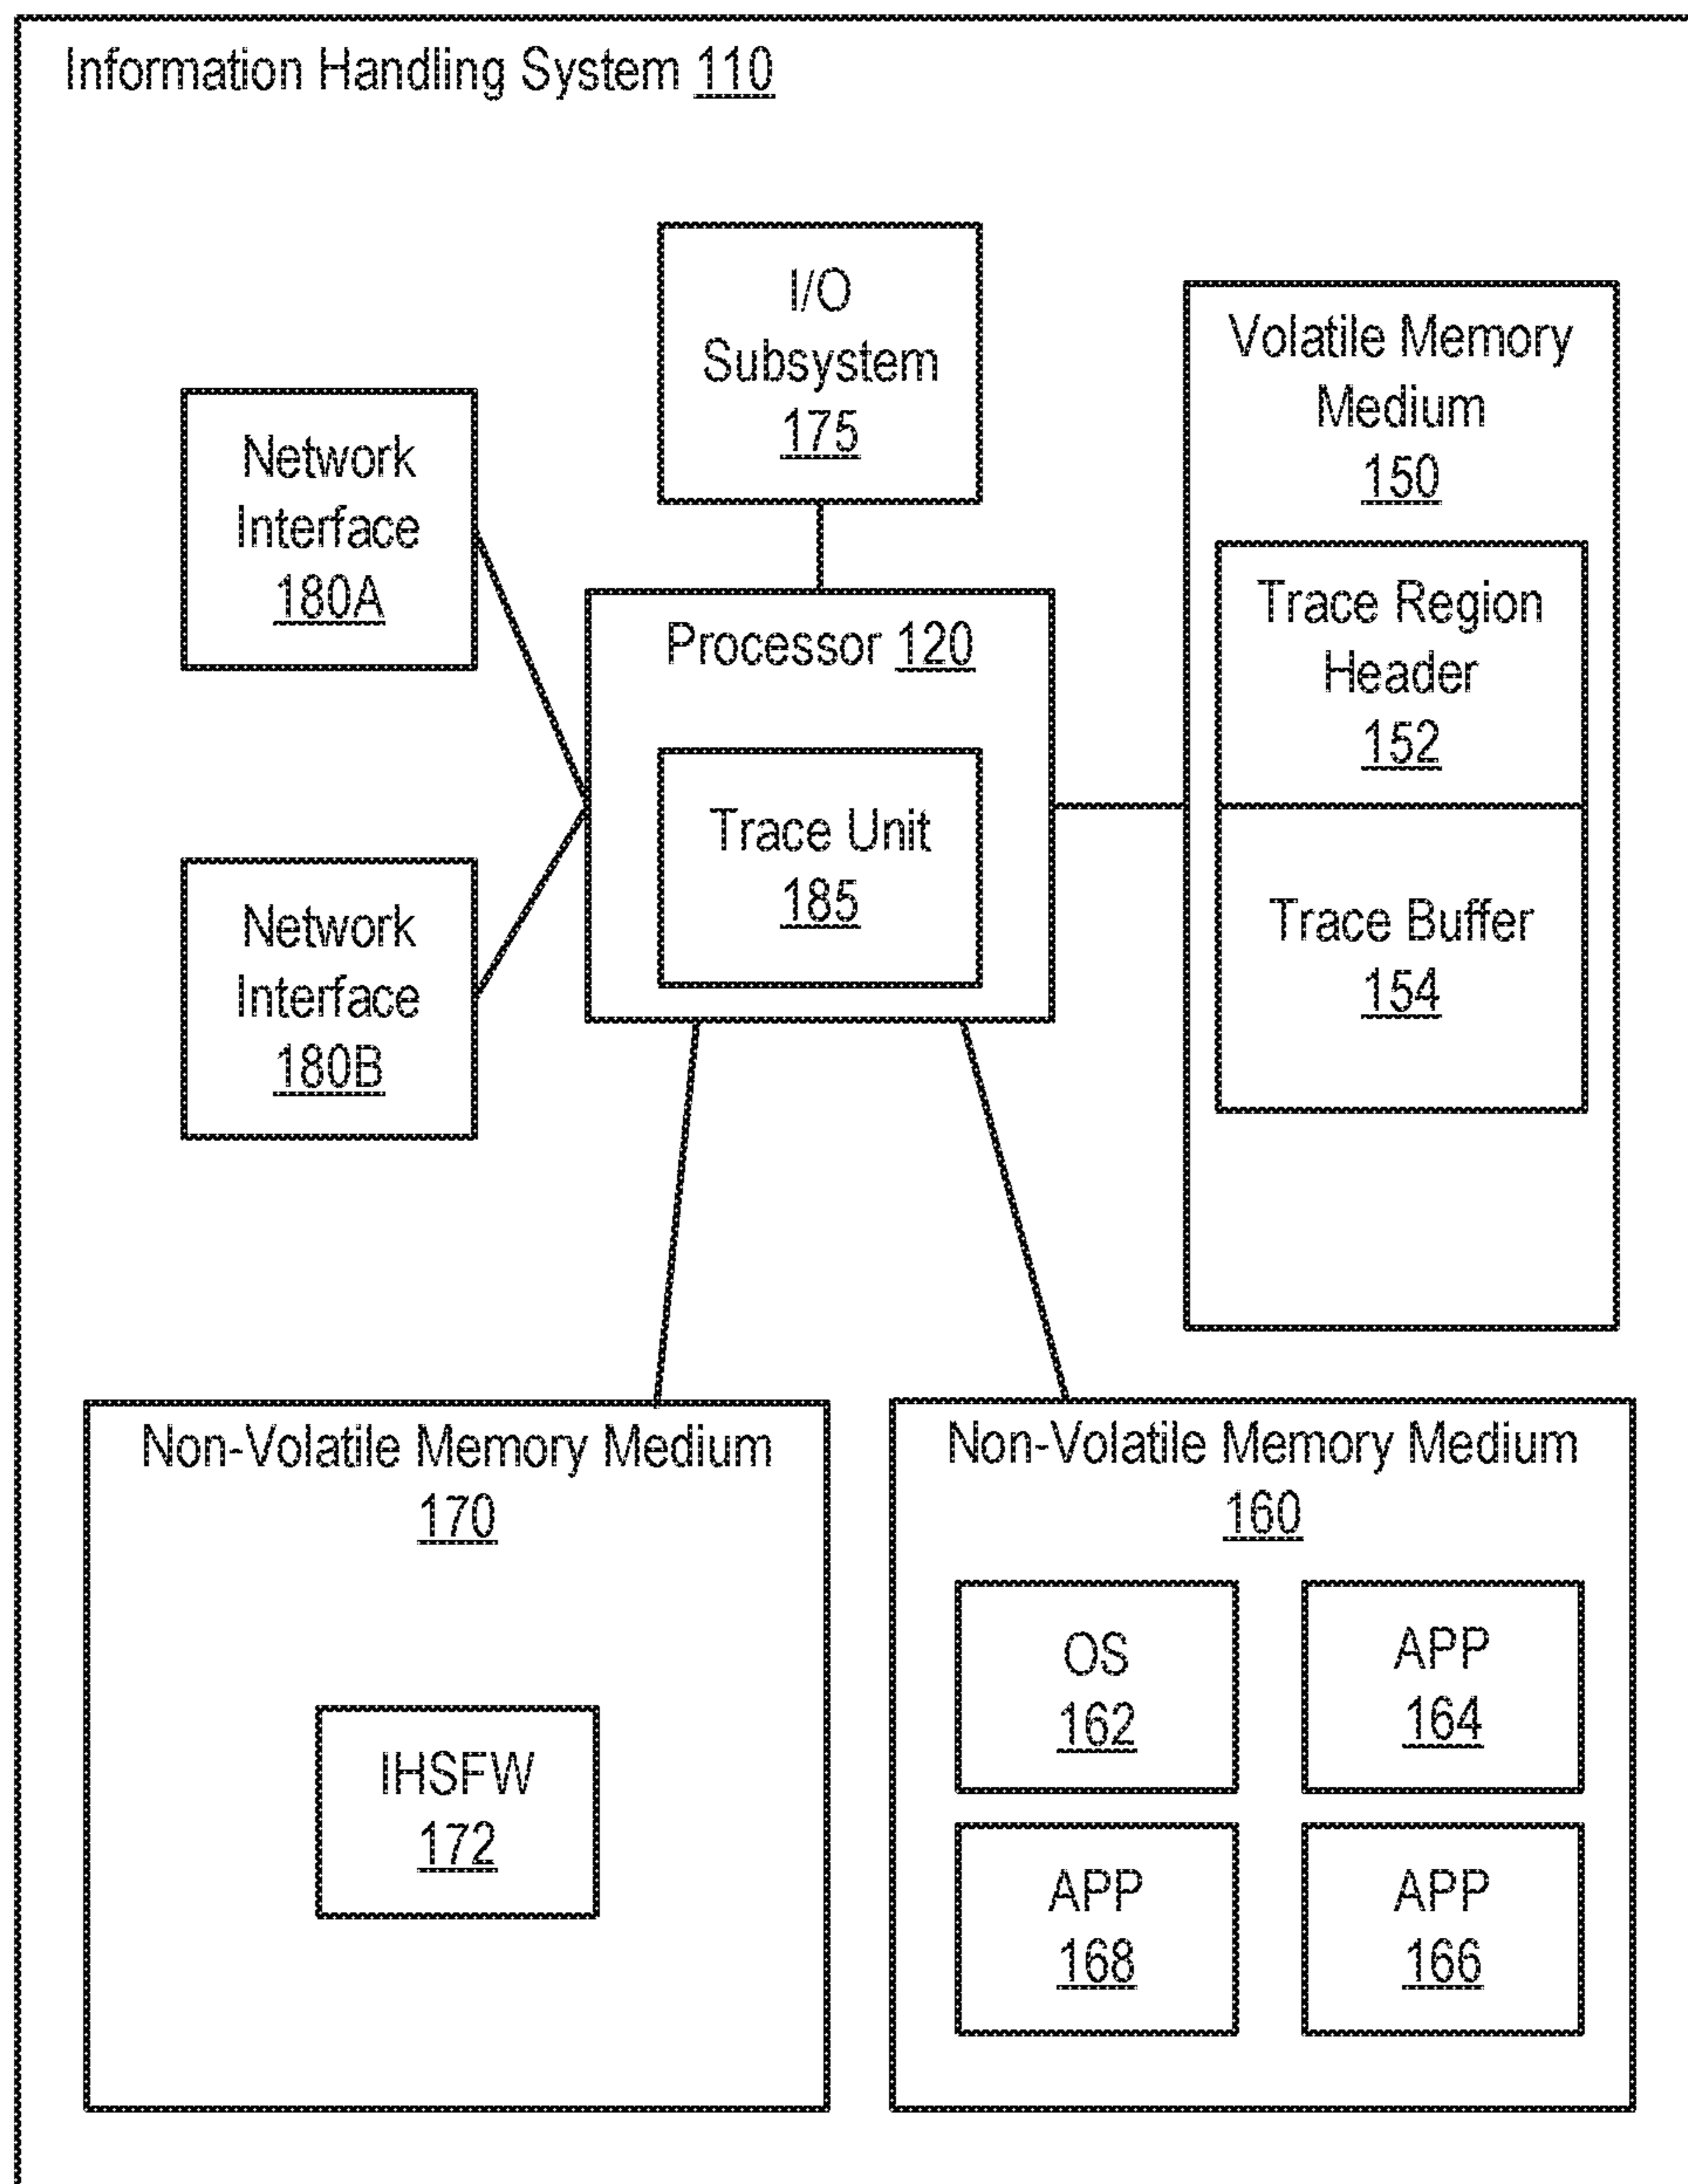 Information Handling System 110
I/O
Subsystem
175
Network
Interface
180A
Volatile Memory
Medium
150
Trace Region
Header
152
Trace Buffer
154
Processor 120
Trace Unit
185
Network
Interface
180B
Non-Volatile Memory Medium
170
IHSFW
172
Non-Volatile Memory Medium
160
OS
162
APP
164
APP
168
APP
166